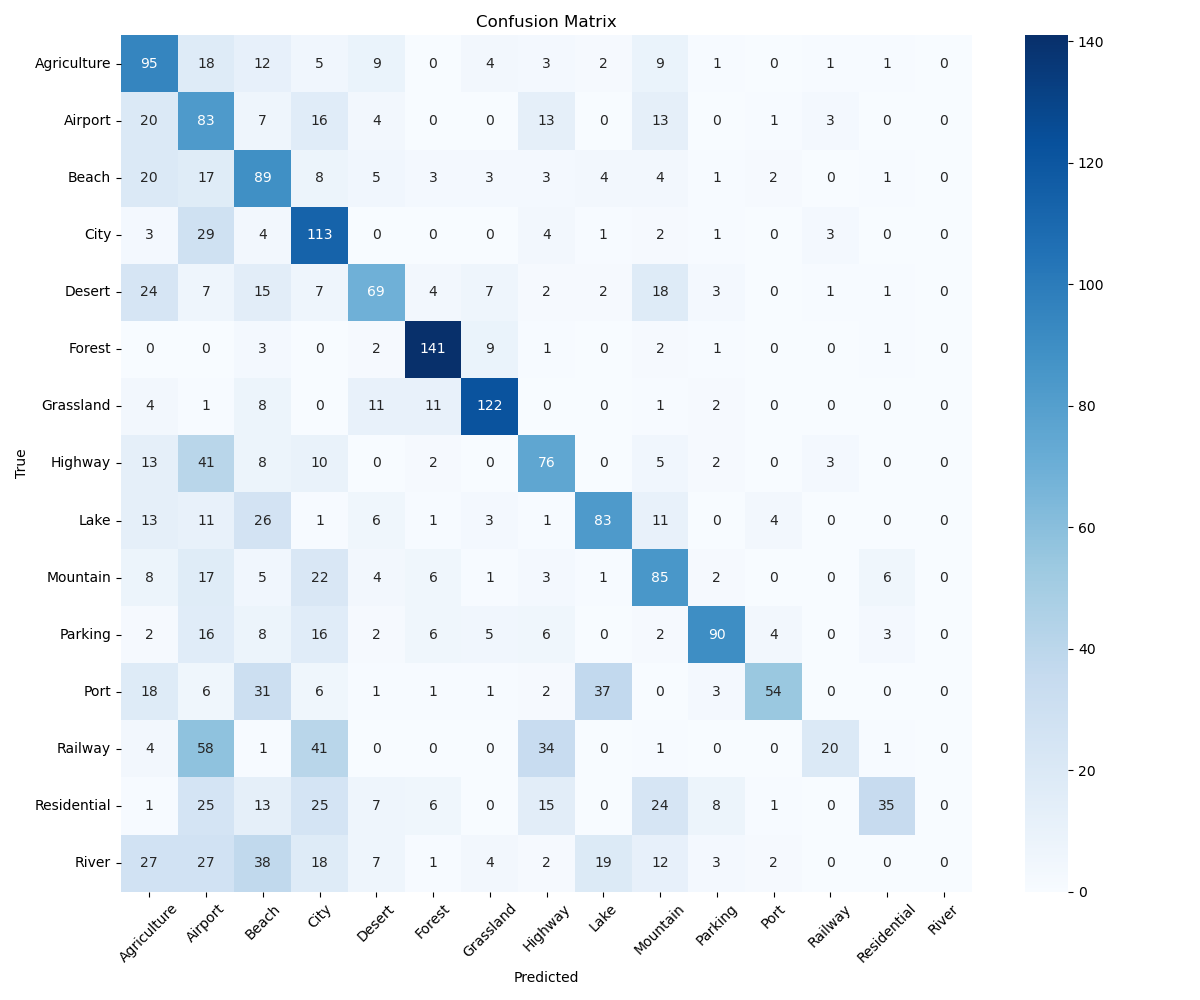 Confusion Matrix
Agriculture 95 18 12 5 9 0 4 3 2 9 1 0 1 1 0
Airport 20 83 7 16 4 0 0 13 0 13 0 1 3 0 0
Beach 20 17 89 8 5 3 3 3 4 4 1 2 0 1 0
City 3 29 4 113 0 0 0 4 1 2 1 0 3 0 0
Desert 24 7 15 7 69 4 7 2 2 18 3 0 1 1 0
Forest 0 0 3 0 2 141 9 1 0 2 1 0 0 1 0
Grassland 4 1 8 0 11 11 122 0 0 1 2 0 0 0 0
Highway 13 41 8 10 0 2 0 76 0 5 2 0 3 0 0
Lake 13 11 26 1 6 1 3 1 83 11 0 4 0 0 0
Mountain 8 17 5 22 4 6 1 3 1 85 2 0 0 6 0
Parking 2 16 8 16 2 6 5 6 0 2 90 4 0 3 0
Port 18 6 31 6 1 1 1 2 37 0 3 54 0 0 0
Railway 4 58 1 41 0 0 0 34 0 1 0 0 20 1 0
Residential 1 25 13 25 7 6 0 15 0 24 8 1 0 35 0
River 27 27 38 18 7 1 4 2 19 12 3 2 0 0 0
True
Agriculture Airport Beach City Desert Forest Grassland Highway Lake Mountain Parking Port Railway Residential River
Predicted
140
120
100
80
60
40
20
0